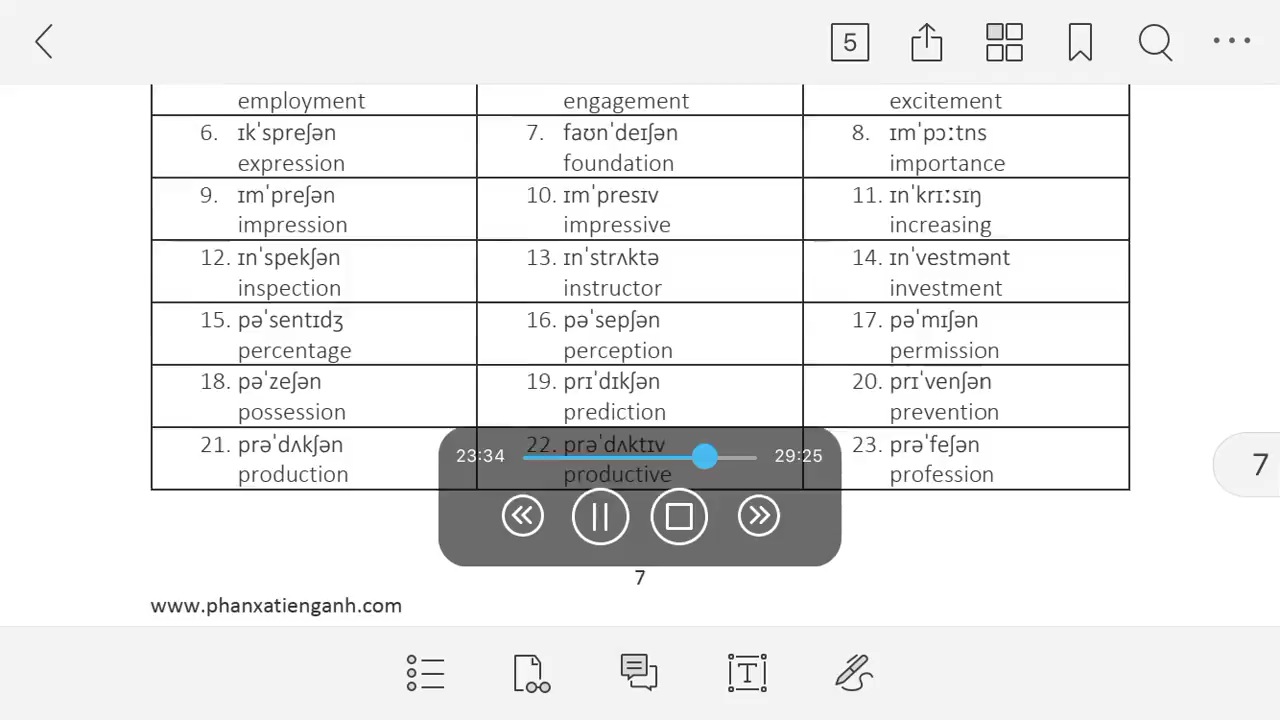 5
employment engagement excitement
6. ɪkˈspreʃən 7. faʊnˈdeɪʃən 8. ɪmˈpɔːtns
expression foundation importance
9. ɪmˈpreʃən 10. ɪmˈpresɪv 11. ɪnˈkrɪːsɪŋ
impression impressive increasing
12. ɪnˈspekʃən 13. ɪnˈstrʌktə 14. ɪnˈvestmənt
inspection instructor investment
15. pəˈsentɪdʒ 16. pəˈsepʃən 17. pəˈmɪʃən
percentage perception permission
18. pəˈzeʃən 19. prɪˈdɪkʃən 20. prɪˈvenʃən
possession prediction prevention
21. prəˈdʌkʃən 22. prəˈdʌktɪv 23. prəˈfeʃən
23:34 29:25
7
production productive profession
7
www.phanxatienganh.com
T